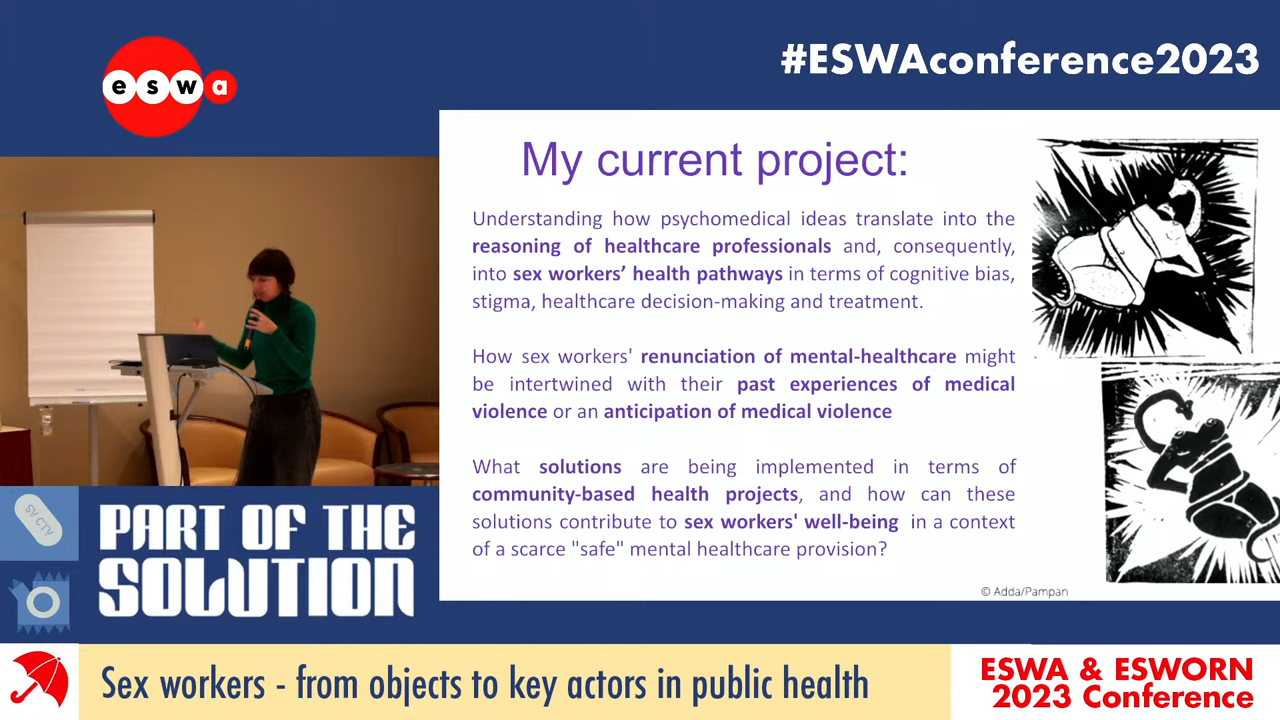 eswa
#ESWAconference2023
My current project:
Understanding how psychomedical ideas translate into the
reasoning of healthcare professionals and, consequently,
into sex workers’ health pathways in terms of cognitive bias,
stigma, healthcare decision-making and treatment.
How sex workers' renunciation of mental-healthcare might
be intertwined with their past experiences of medical
violence or an anticipation of medical violence
What solutions are being implemented in terms of
community-based health projects, and how can these
solutions contribute to sex workers' well-being in a context
of a scarce "safe" mental healthcare provision?
© Adda/Pampan
PART OF THE
SOLUTION
Sex workers - from objects to key actors in public health
ESWA & ESWORN
2023 Conference